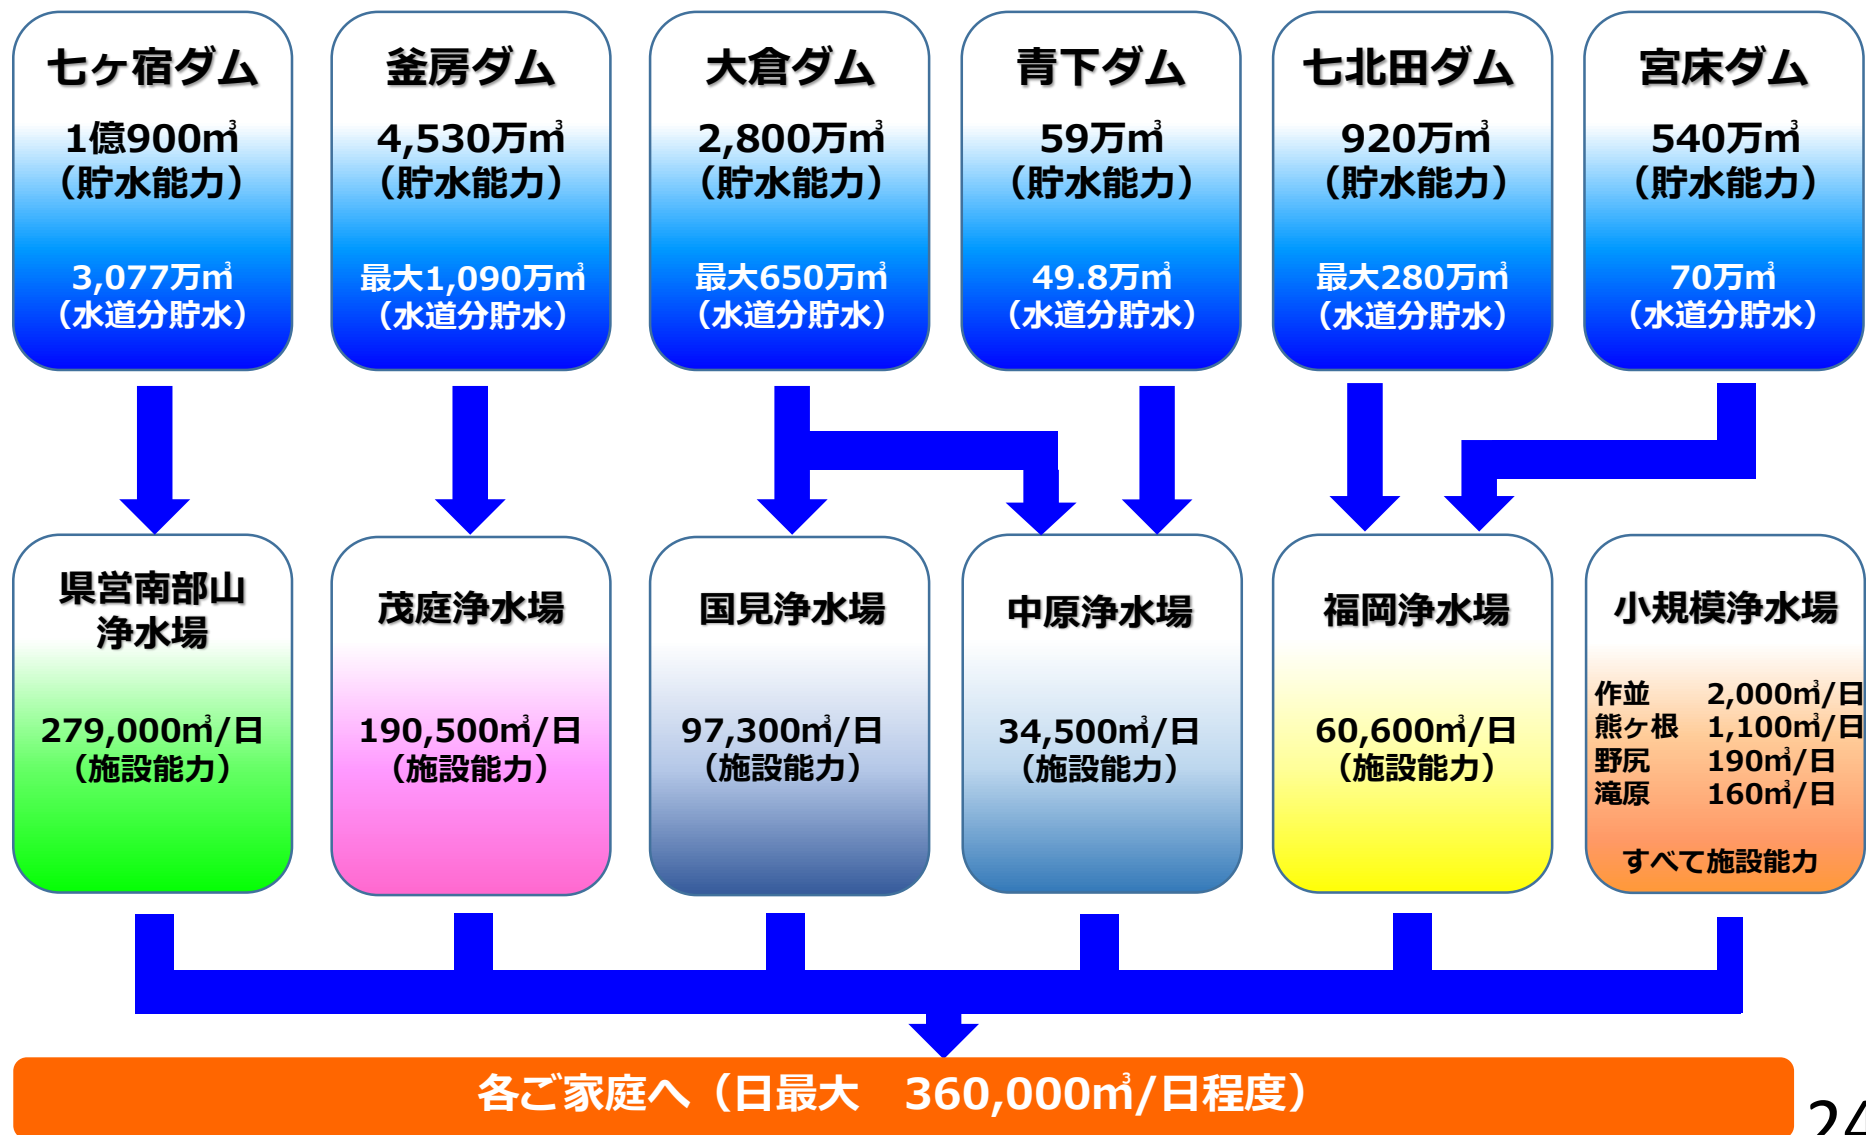 七ヶ宿ダム
1億900㎥
（貯水能力）
3,077万㎥
（水道分貯水）
釜房ダム
4,530万㎥
（貯水能力）
最大1,090万㎥
（水道分貯水）
大倉ダム
2,800万㎥
（貯水能力）
最大650万㎥
（水道分貯水）
青下ダム
59万㎥
（貯水能力）
49.8万㎥
（水道分貯水）
七北田ダム
920万㎥
（貯水能力）
最大280万㎥
（水道分貯水）
宮床ダム
540万㎥
（貯水能力）
70万㎥
（水道分貯水）
県営南部山
浄水場
279,000㎥/日
（施設能力）
茂庭浄水場
190,500㎥/日
（施設能力）
国見浄水場
97,300㎥/日
（施設能力）
中原浄水場
34,500㎥/日
（施設能力）
福岡浄水場
60,600㎥/日
（施設能力）
小規模浄水場
作並　2,000㎥/日
熊ヶ根　1,100㎥/日
野尻　190㎥/日
滝原　160㎥/日
すべて施設能力
各ご家庭へ（日最大　360,000㎥/日程度）
24